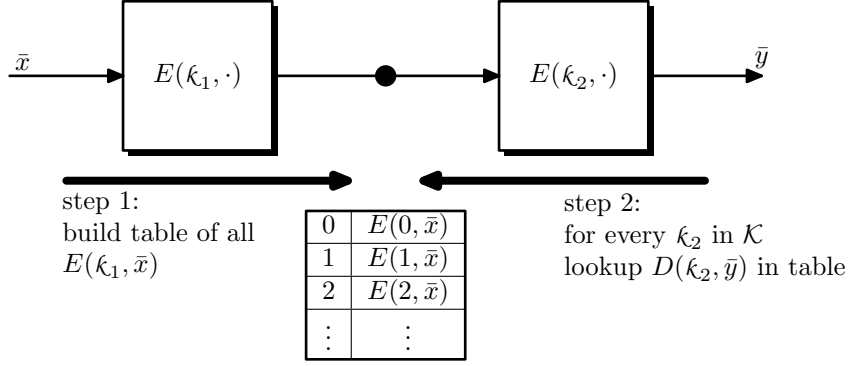 x̄ E(k₁, ·) E(k₂, ·) ȳ
step 1:
build table of all
E(k₁, x̄)
0 E(0, x̄)
1 E(1, x̄)
2 E(2, x̄)
⋮ ⋮
step 2:
for every k₂ in 𝒦
lookup D(k₂, ȳ) in table